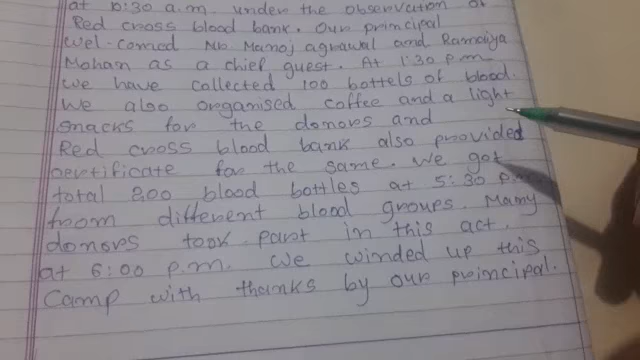 at 10:30 a.m. under the observation of
Red cross blood bank. Our principal
wel-comed Mr Manoj agrawal and Ramaiya
Mohan as a chief guest. At 1:30 p.m
we have collected 100 bottels of blood.
we also organised coffee and a light
snacks for the donors and
Red cross blood bank also provided
certificate for the same. we got
total 200 blood bottles at 5:30 p.m.
from different blood groups. Many
donors took part in this act.
at 6:00 p.m. we winded up this
Camp with thanks by our principal.